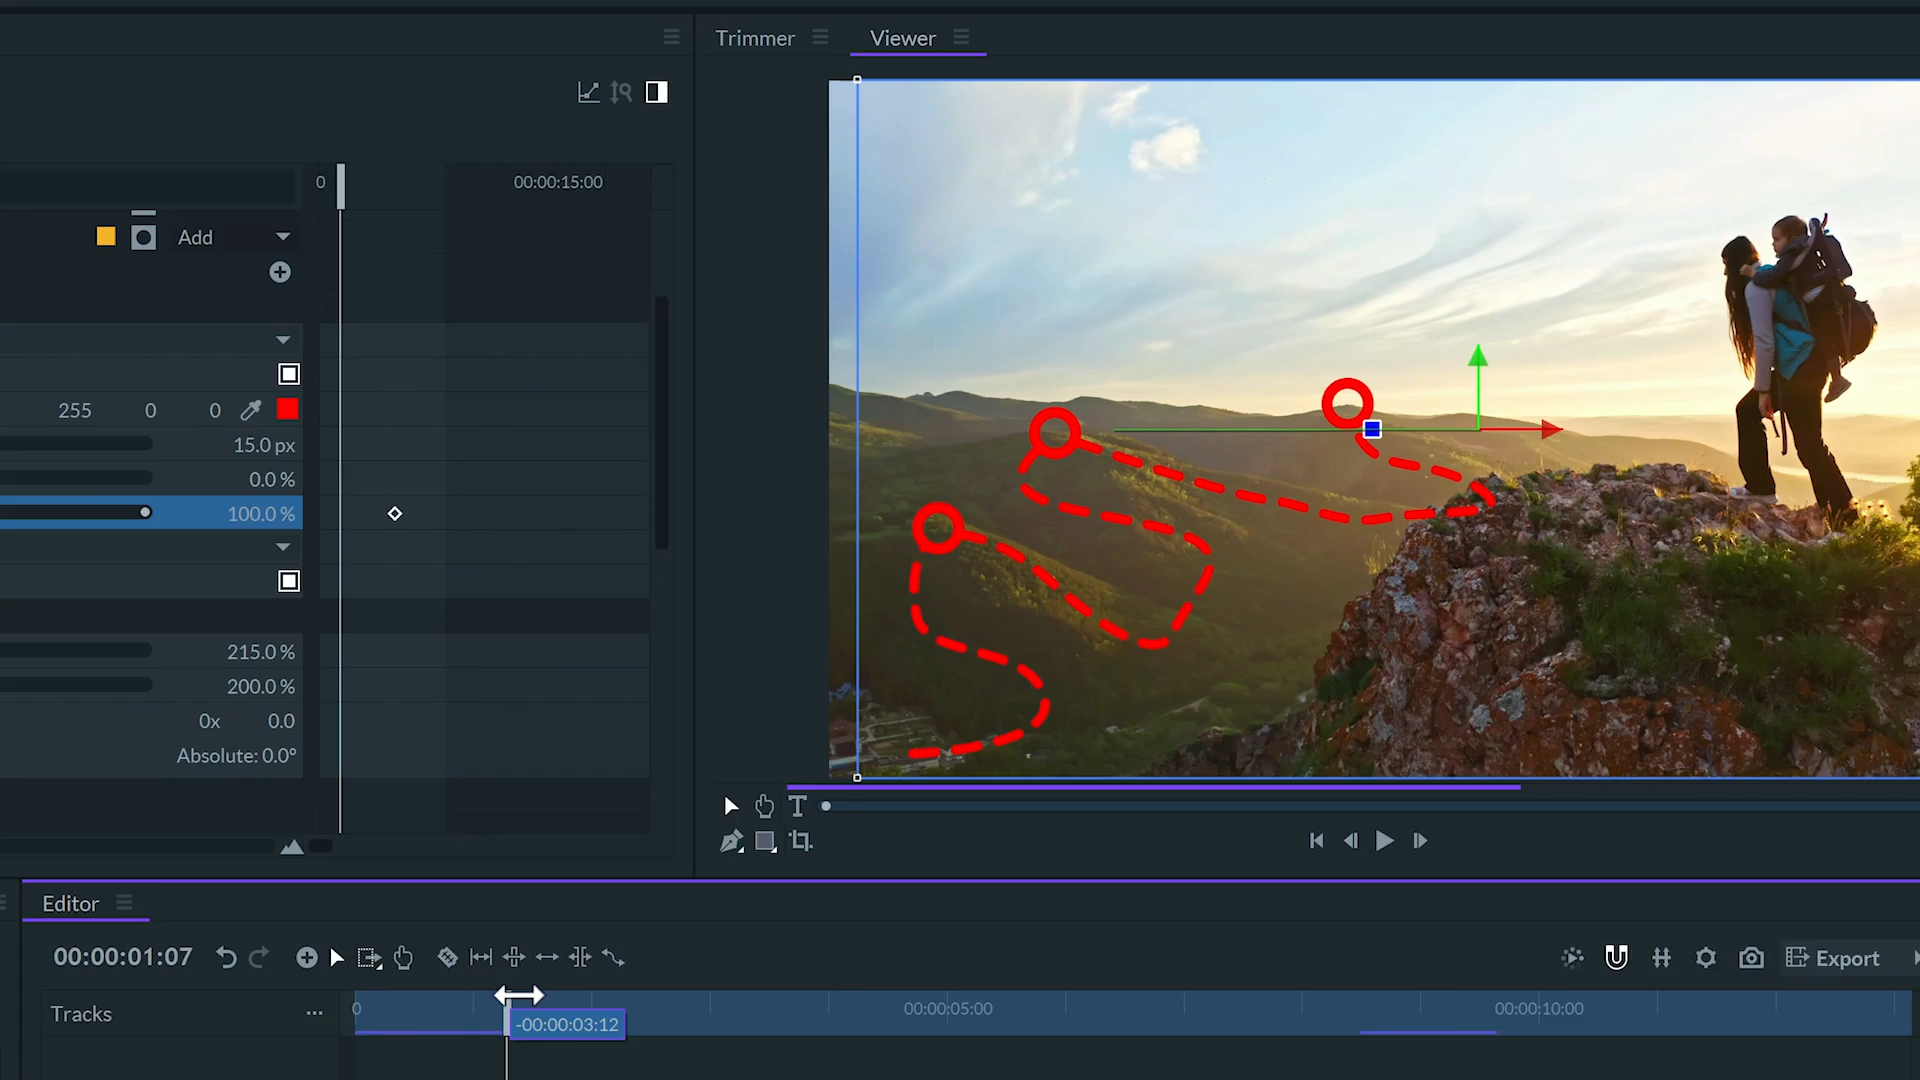 Trimmer
Viewer
0
00:00:15:00
Add
255 0 0
15.0 px
0.0 %
100.0 %
215.0 %
200.0 %
0x 0.0
Absolute: 0.0°
T
Editor
00:00:01:07
Export
Tracks ...
0
00:00:05:00
00:00:10:00
-00:00:03:12